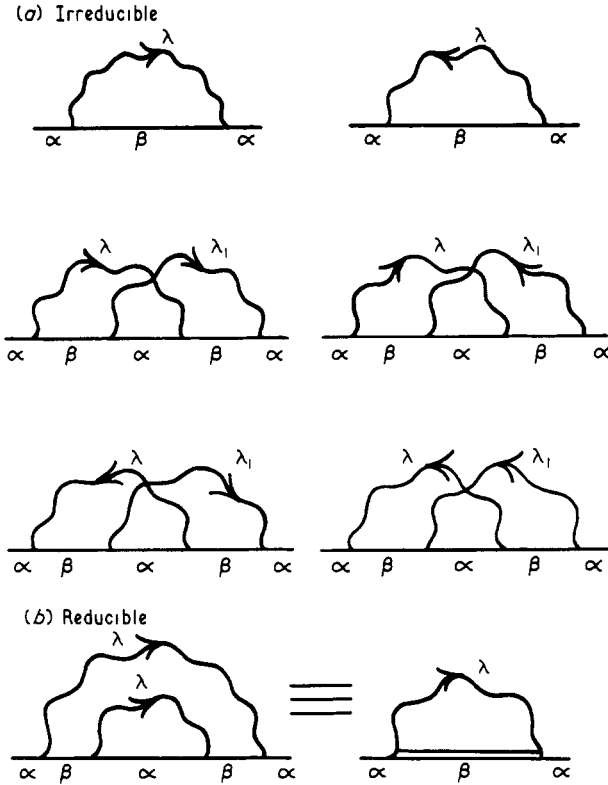 (a) Irreducible
λ λ
α β α α β α
λ λ₁ λ λ₁
α β α β α α β α β α
λ λ₁ λ λ₁
α β α β α α β α β α
(b) Reducible
λ
λ λ
α β α β α α β α